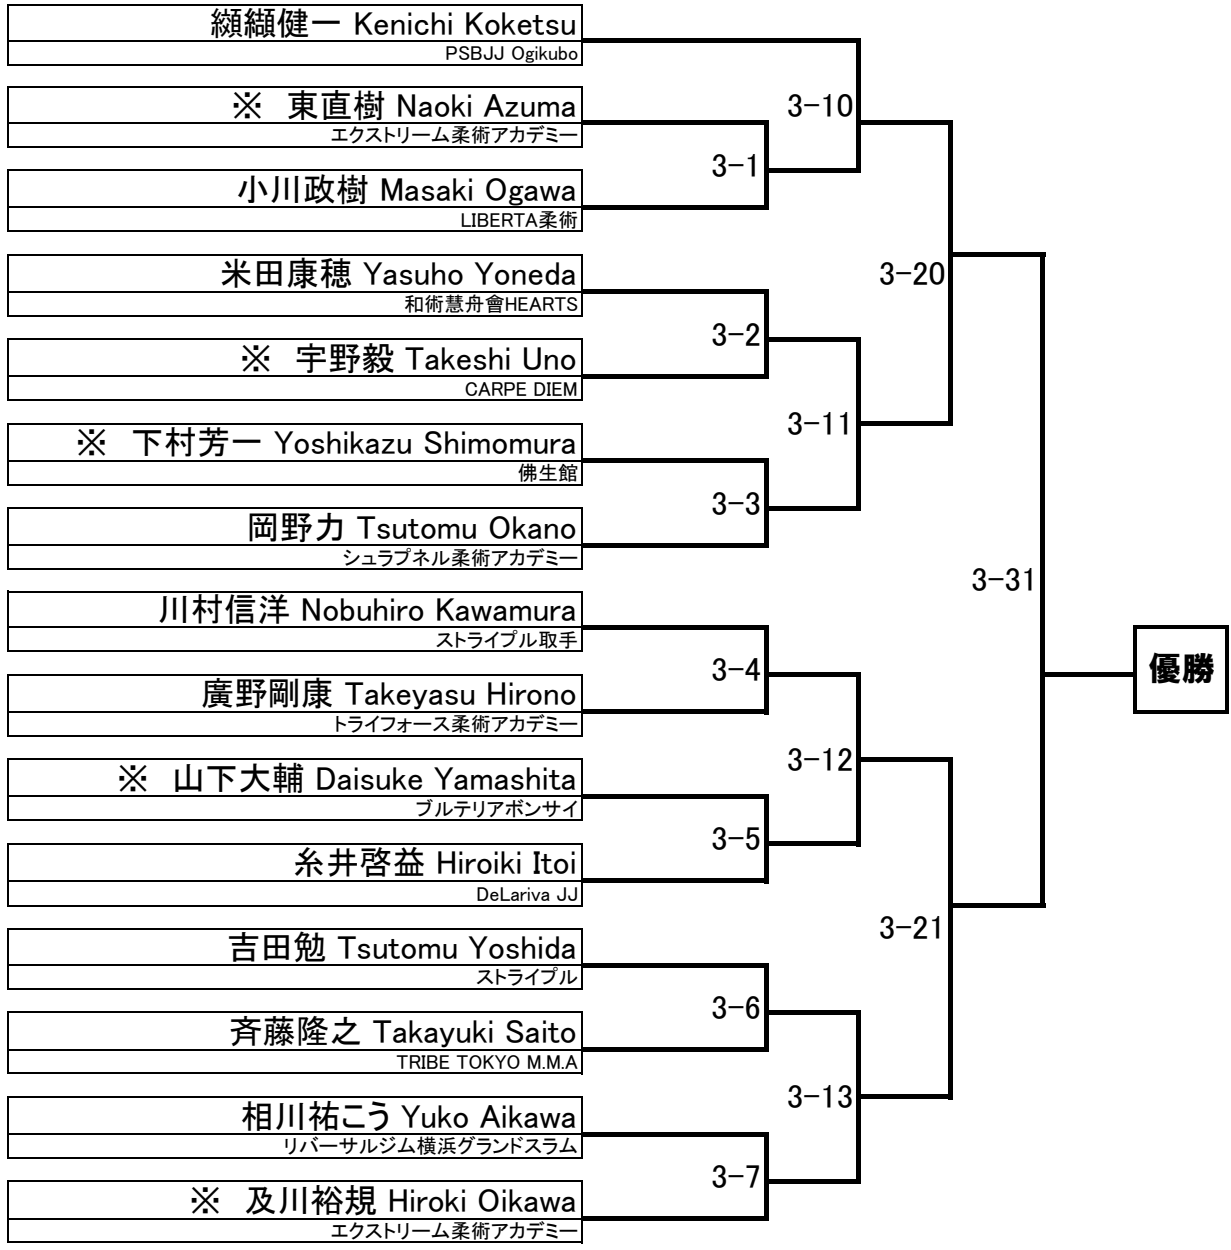 纐纈健一 Kenichi Koketsu
PSBJJ Ogikubo
※ 東直樹 Naoki Azuma
エクストリーム柔術アカデミー
小川政樹 Masaki Ogawa
LIBERTA柔術
米田康穂 Yasuho Yoneda
和術慧舟會HEARTS
※ 宇野毅 Takeshi Uno
CARPE DIEM
※ 下村芳一 Yoshikazu Shimomura
佛生館
岡野力 Tsutomu Okano
シュラプネル柔術アカデミー
川村信洋 Nobuhiro Kawamura
ストライプル取手
廣野剛康 Takeyasu Hirono
トライフォース柔術アカデミー
※ 山下大輔 Daisuke Yamashita
ブルテリアボンサイ
糸井啓益 Hiroiki Itoi
DeLariva JJ
吉田勉 Tsutomu Yoshida
ストライプル
斉藤隆之 Takayuki Saito
TRIBE TOKYO M.M.A
相川祐こう Yuko Aikawa
リバーサルジム横浜グランドスラム
※ 及川裕規 Hiroki Oikawa
エクストリーム柔術アカデミー
3-1
3-2
3-3
3-4
3-5
3-6
3-7
3-10
3-11
3-12
3-13
3-20
3-21
3-31
優勝